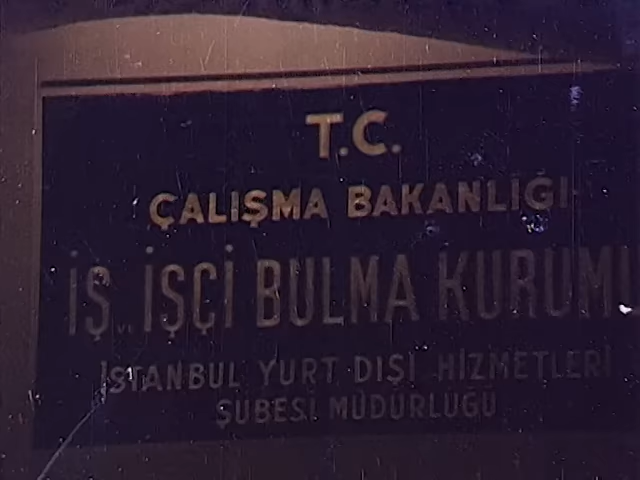 T.C.
ÇALIŞMA BAKANLIĞI
İŞ ve İŞÇİ BULMA KURUMU
İSTANBUL YURT DIŞI HİZMETLERİ
ŞUBESİ MÜDÜRLÜĞÜ